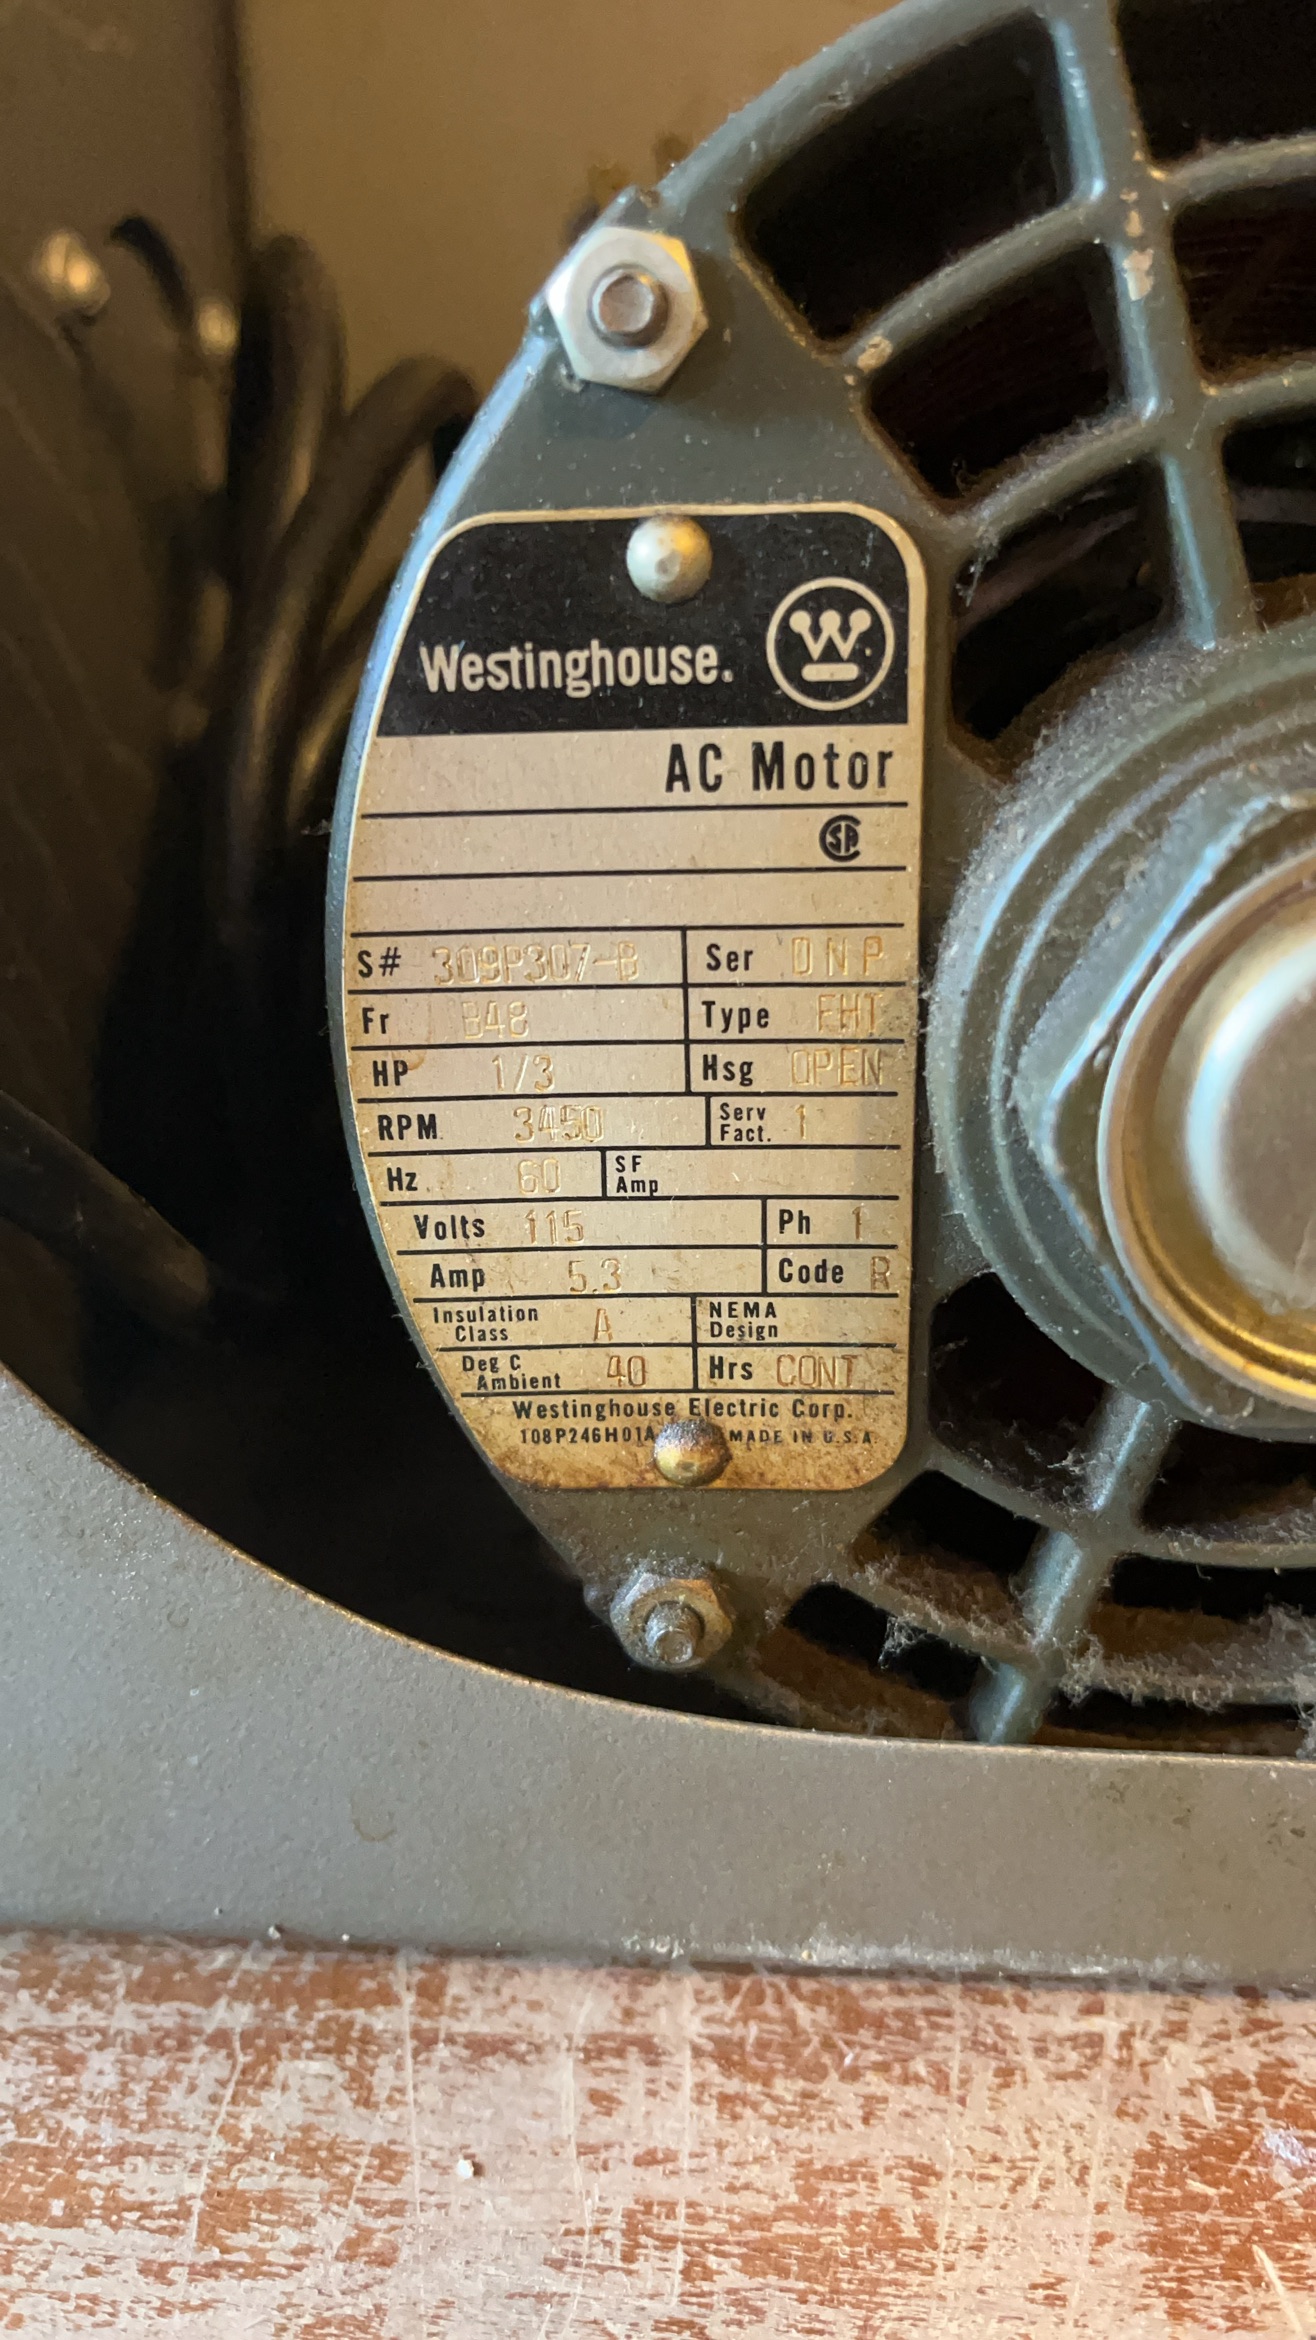 Westinghouse. W
AC Motor
CSA
S# 309P307-B Ser DNP
Fr B48 Type FHT
HP 1/3 Hsg OPEN
RPM 3450 Serv Fact. 1
Hz 60 SF Amp
Volts 115 Ph 1
Amp 5.3 Code R
Insulation Class A NEMA Design
Deg C Ambient 40 Hrs CONT
Westinghouse Electric Corp.
108P246H01A MADE IN U.S.A.